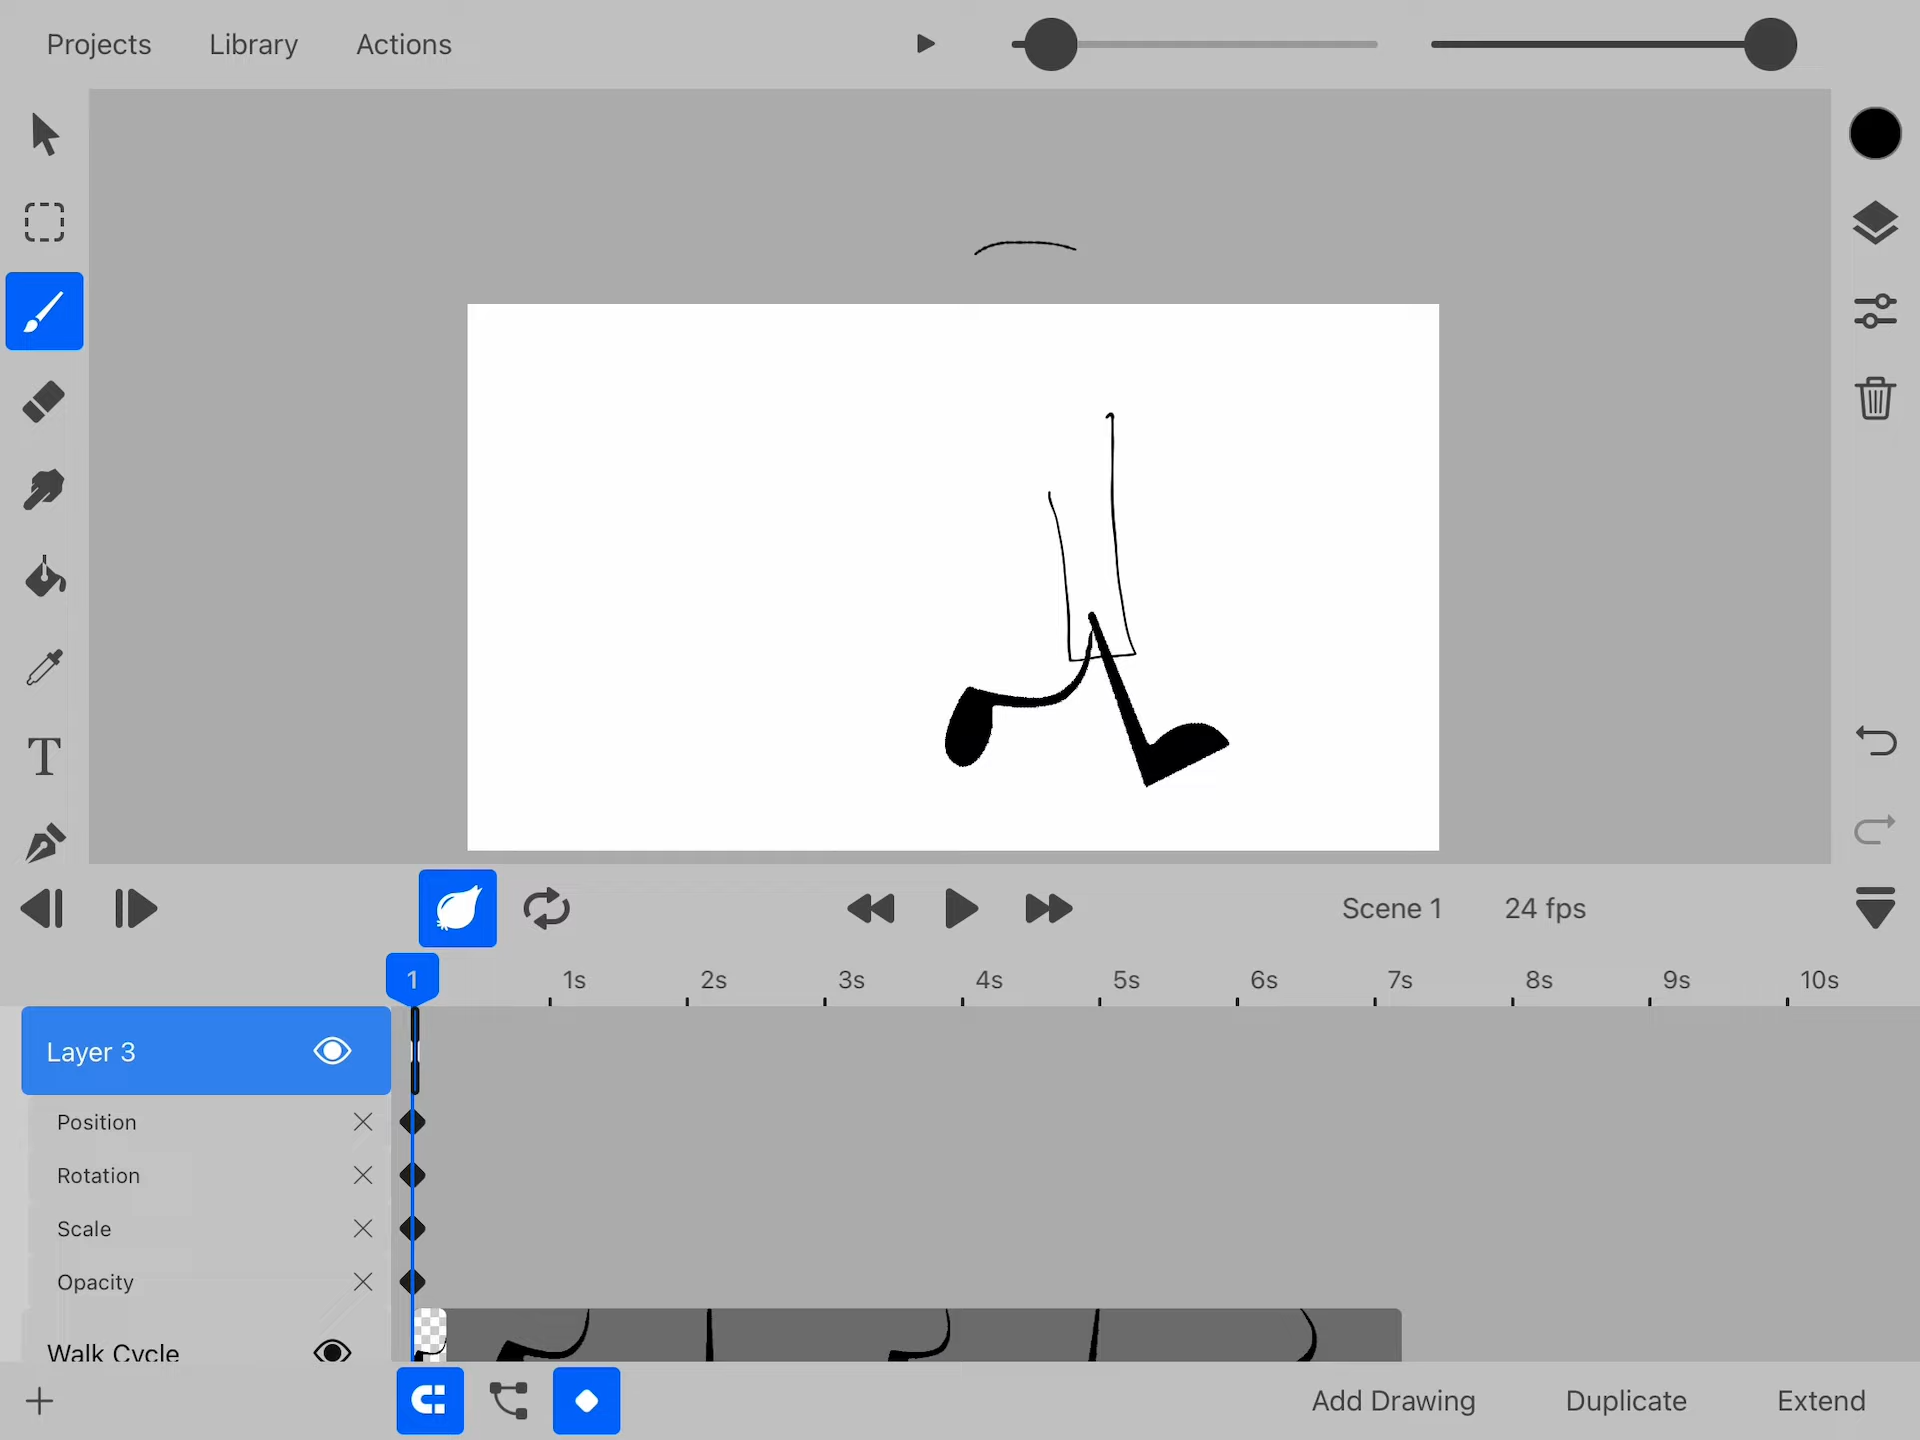 Projects Library Actions
T
Scene 1 24 fps
1 1s 2s 3s 4s 5s 6s 7s 8s 9s 10s
Layer 3
Position
Rotation
Scale
Opacity
Walk Cycle
Add Drawing Duplicate Extend